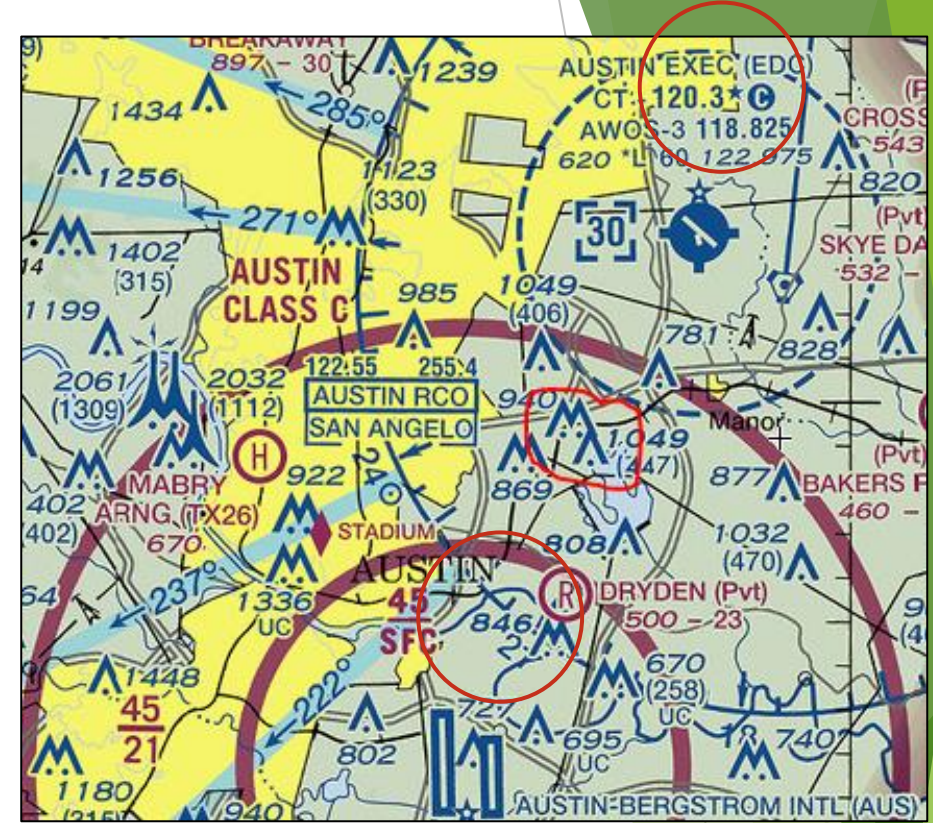 BREAKAWAY
897 - 30
1239
1434
285°
1256
1123
(330)
AUSTIN EXEC (EDC)
CT - 120.3 ★ C
AWOS-3 118.825
620 *L 60 122.975
CROSS
543
820
(Pvt)
SKYE DA
532 -
271°
1402
(315)
30
AUSTIN
CLASS C
985
1049
(406)
1199
781
828
122.55 255.4
AUSTIN RCO
SAN ANGELO
2061
(1309)
2032
(1112)
H
940
Manor
1049
(447)
922
869
877
(Pvt)
BAKERS
460 -
MABRY
ARNG (TX26)
670
402
(402)
STADIUM
808
1032
(470)
AUSTIN
237°
1336
UC
45
SFC
846
R
DRYDEN (Pvt)
500 - 23
64
222°
1448
45
21
670
(258)
UC
802
727
695
UC
740
1180
(315)
940
AUSTIN-BERGSTROM INTL (AUS)